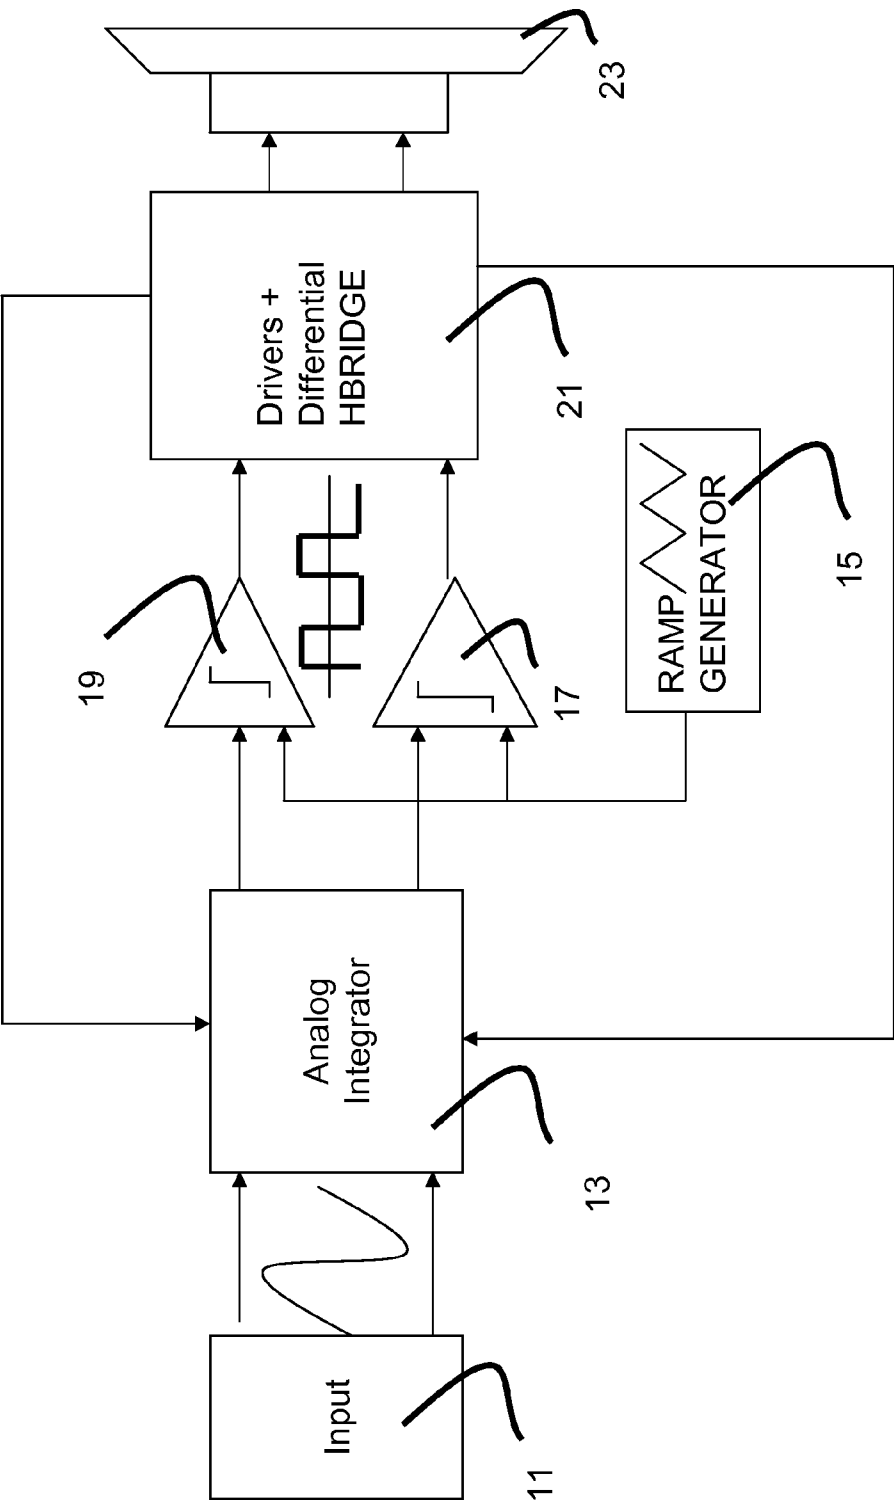 Input
11
Analog
Integrator
13
19
17
RAMP
GENERATOR
15
Drivers +
Differential
HBRIDGE
21
23